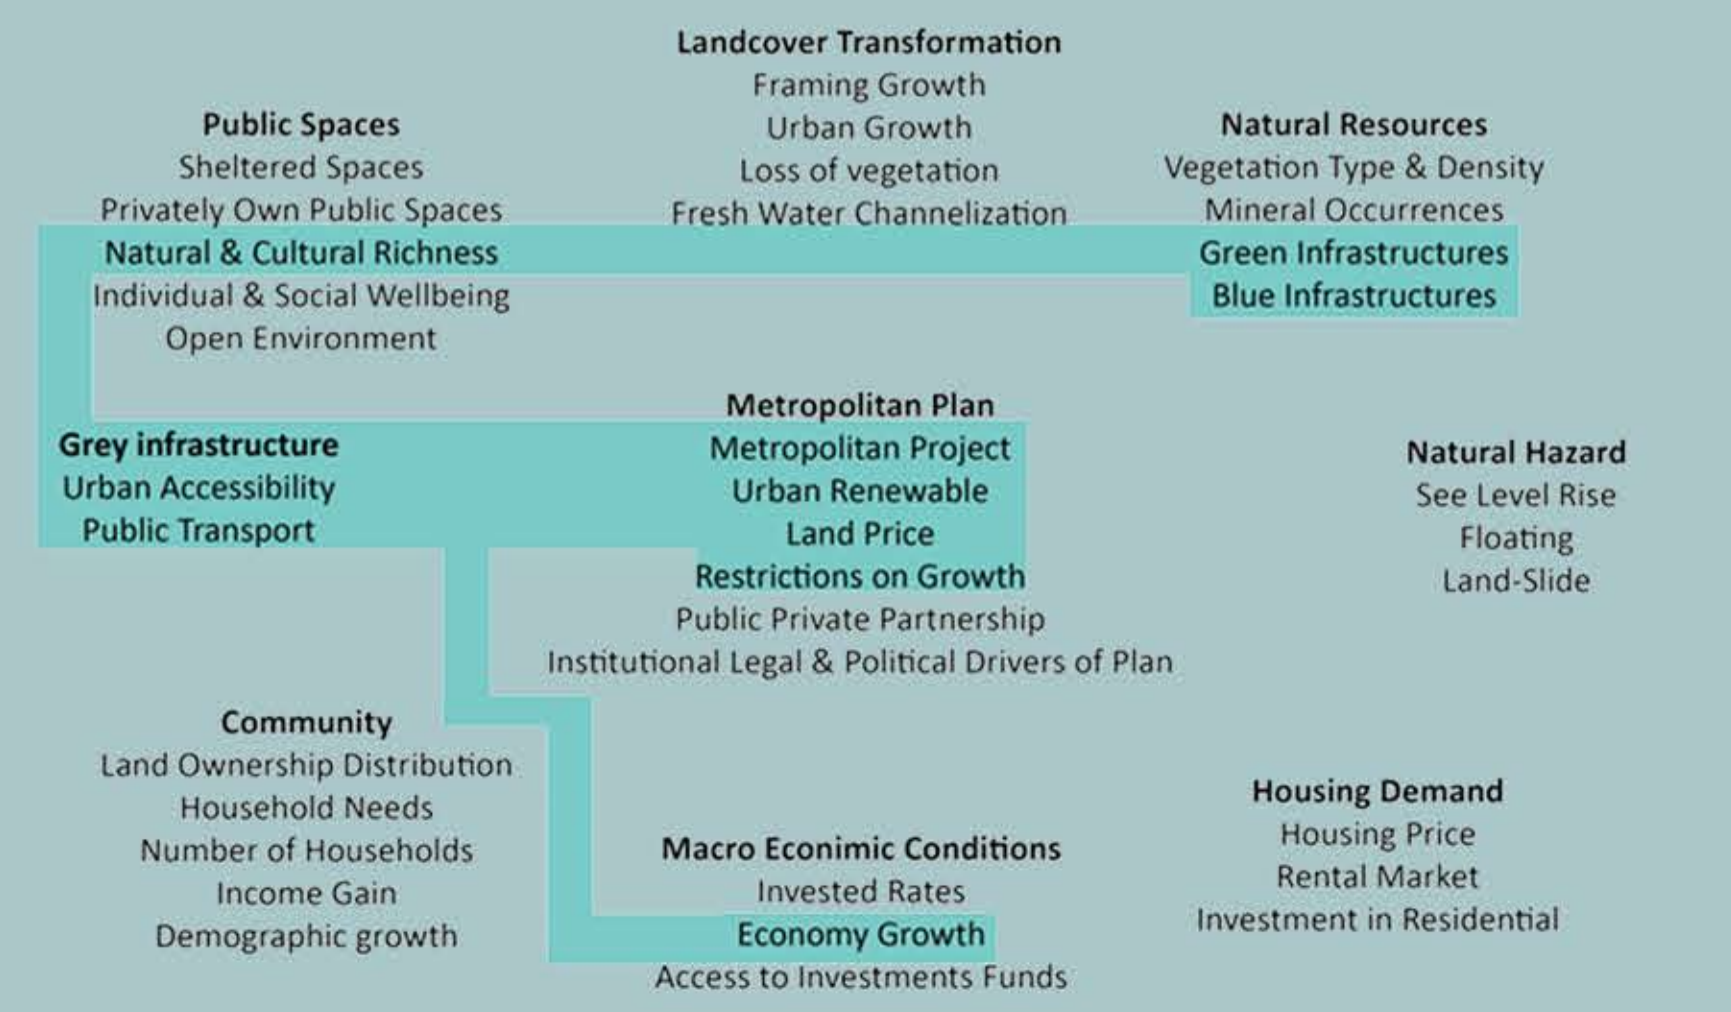 Landcover Transformation
Framing Growth
Urban Growth
Loss of vegetation
Fresh Water Channelization
Public Spaces
Sheltered Spaces
Privately Own Public Spaces
Natural & Cultural Richness
Individual & Social Wellbeing
Open Environment
Natural Resources
Vegetation Type & Density
Mineral Occurrences
Green Infrastructures
Blue Infrastructures
Grey infrastructure
Urban Accessibility
Public Transport
Metropolitan Plan
Metropolitan Project
Urban Renewable
Land Price
Restrictions on Growth
Public Private Partnership
Institutional Legal & Political Drivers of Plan
Natural Hazard
See Level Rise
Floating
Land-Slide
Community
Land Ownership Distribution
Household Needs
Number of Households
Income Gain
Demographic growth
Macro Econimic Conditions
Invested Rates
Economy Growth
Access to Investments Funds
Housing Demand
Housing Price
Rental Market
Investment in Residential